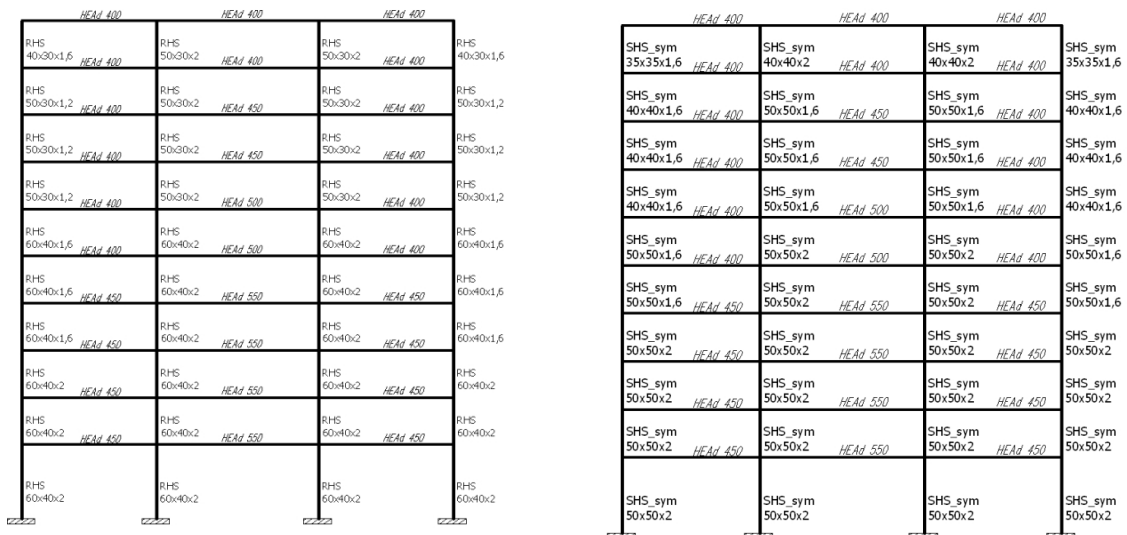 HEAd 400 HEAd 400 HEAd 400
RHS RHS RHS RHS
40x30x1,6 HEAd 400 50x30x2 HEAd 400 50x30x2 HEAd 400 40x30x1,6
RHS RHS RHS RHS
50x30x1,2 HEAd 400 50x30x2 HEAd 450 50x30x2 HEAd 400 50x30x1,2
RHS RHS RHS RHS
50x30x1,2 HEAd 400 50x30x2 HEAd 450 50x30x2 HEAd 400 50x30x1,2
RHS RHS RHS RHS
50x30x1,2 HEAd 400 50x30x2 HEAd 500 50x30x2 HEAd 400 50x30x1,2
RHS RHS RHS RHS
60x40x1,6 HEAd 400 60x40x2 HEAd 500 60x40x2 HEAd 400 60x40x1,6
RHS RHS RHS RHS
60x40x1,6 HEAd 450 60x40x2 HEAd 550 60x40x2 HEAd 450 60x40x1,6
RHS RHS RHS RHS
60x40x1,6 HEAd 450 60x40x2 HEAd 550 60x40x2 HEAd 450 60x40x1,6
RHS RHS RHS RHS
60x40x2 HEAd 450 60x40x2 HEAd 550 60x40x2 HEAd 450 60x40x2
RHS RHS RHS RHS
60x40x2 HEAd 450 60x40x2 HEAd 550 60x40x2 HEAd 450 60x40x2
RHS RHS RHS RHS
60x40x2 60x40x2 60x40x2 60x40x2
HEAd 400 HEAd 400 HEAd 400
SHS_sym SHS_sym SHS_sym SHS_sym
35x35x1,6 HEAd 400 40x40x2 HEAd 400 40x40x2 HEAd 400 35x35x1,6
SHS_sym SHS_sym SHS_sym SHS_sym
40x40x1,6 HEAd 400 50x50x1,6 HEAd 450 50x50x1,6 HEAd 400 40x40x1,6
SHS_sym SHS_sym SHS_sym SHS_sym
40x40x1,6 HEAd 400 50x50x1,6 HEAd 450 50x50x1,6 HEAd 400 40x40x1,6
SHS_sym SHS_sym SHS_sym SHS_sym
40x40x1,6 HEAd 400 50x50x1,6 HEAd 500 50x50x1,6 HEAd 400 40x40x1,6
SHS_sym SHS_sym SHS_sym SHS_sym
50x50x1,6 HEAd 400 50x50x2 HEAd 500 50x50x2 HEAd 400 50x50x1,6
SHS_sym SHS_sym SHS_sym SHS_sym
50x50x1,6 HEAd 450 50x50x2 HEAd 550 50x50x2 HEAd 450 50x50x1,6
SHS_sym SHS_sym SHS_sym SHS_sym
50x50x2 HEAd 450 50x50x2 HEAd 550 50x50x2 HEAd 450 50x50x2
SHS_sym SHS_sym SHS_sym SHS_sym
50x50x2 HEAd 450 50x50x2 HEAd 550 50x50x2 HEAd 450 50x50x2
SHS_sym SHS_sym SHS_sym SHS_sym
50x50x2 HEAd 450 50x50x2 HEAd 550 50x50x2 HEAd 450 50x50x2
SHS_sym SHS_sym SHS_sym SHS_sym
50x50x2 50x50x2 50x50x2 50x50x2